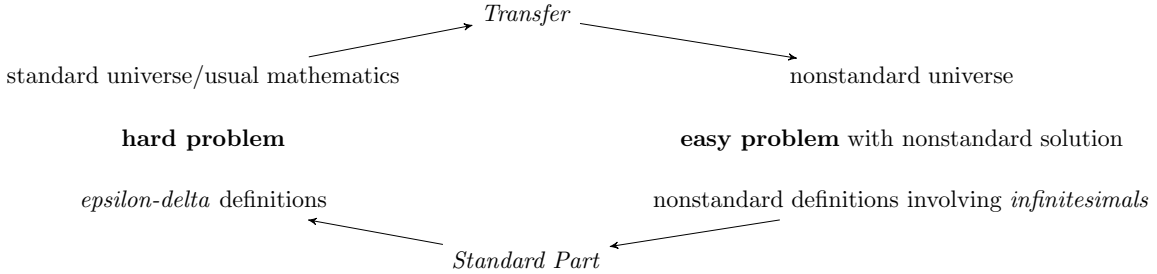 Transfer
standard universe/usual mathematics
nonstandard universe
hard problem
easy problem with nonstandard solution
epsilon-delta definitions
nonstandard definitions involving infinitesimals
Standard Part